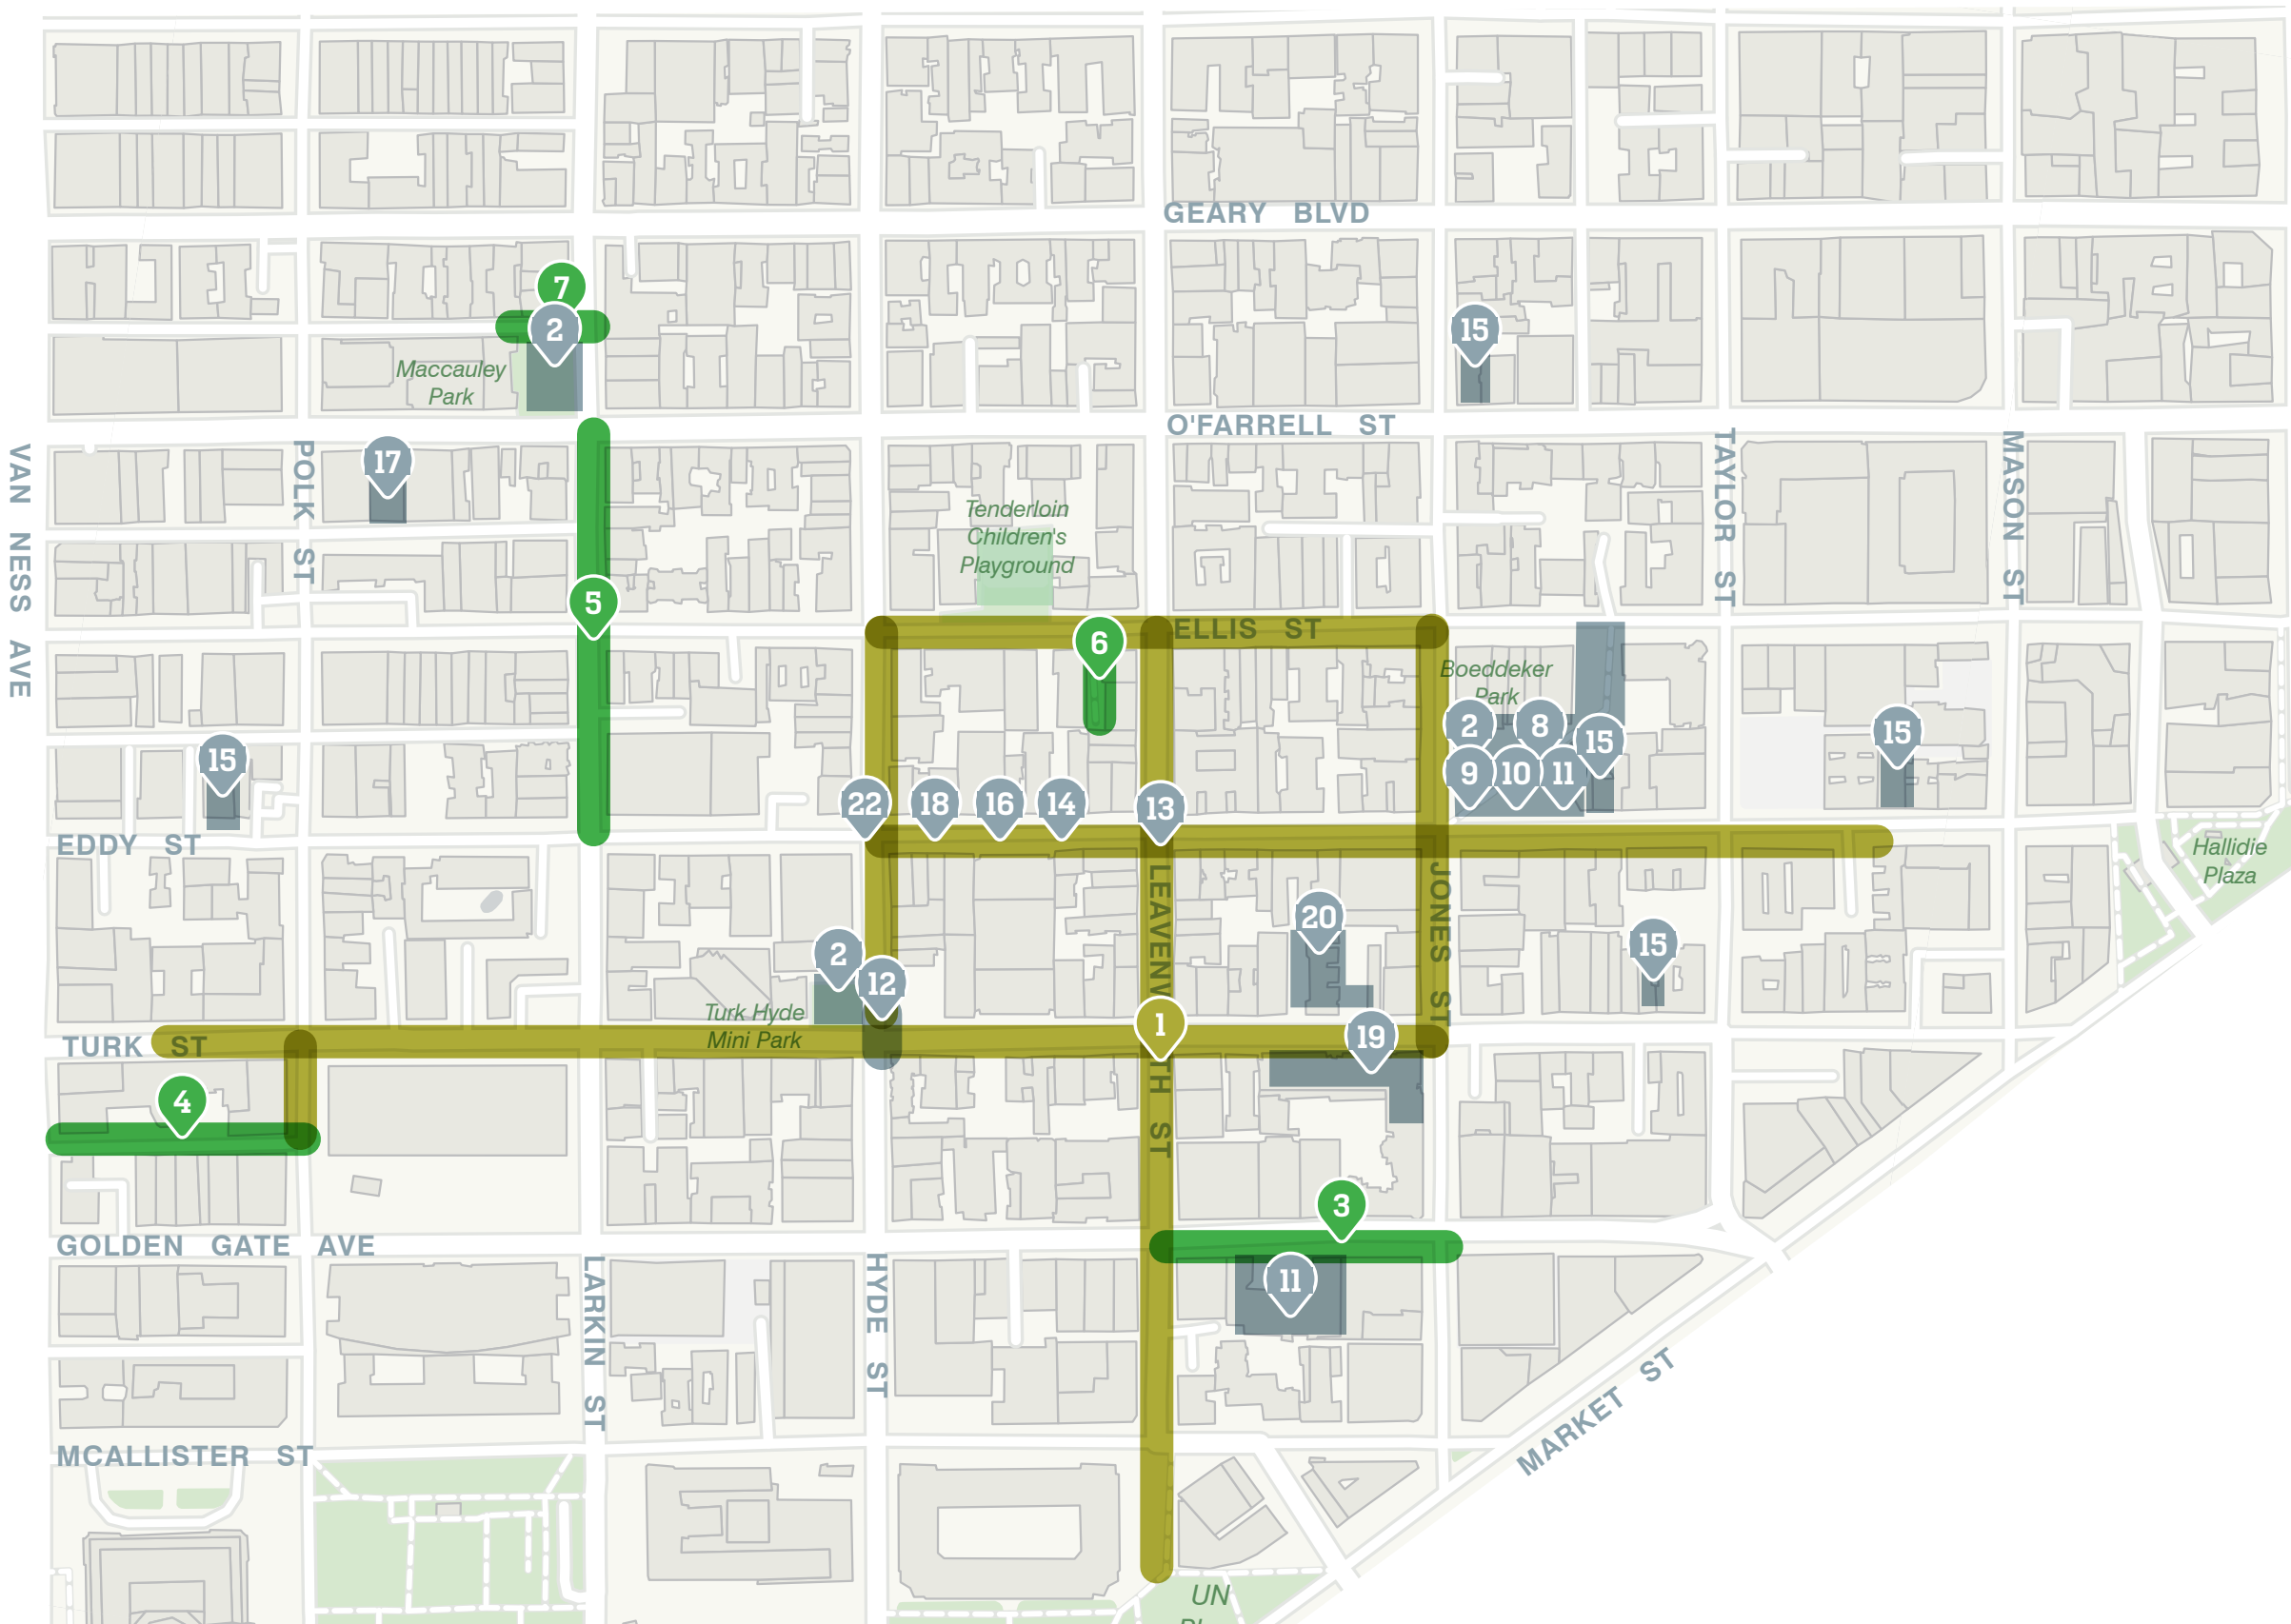 GEARY BLVD
7
2
15
Maccauley
Park
O'FARRELL ST
VAN NESS AVE
POLK ST
17
TAYLOR ST
MASON ST
Tenderloin
Children's
Playground
5
6
ELLIS ST
Boeddeker
Park
2
8
15
15
15
9
10
11
22
18
16
14
13
EDDY ST
Hallidie
Plaza
LEAVENWORTH ST
JONES ST
20
15
2
12
Turk Hyde
Mini Park
1
19
TURK ST
4
3
GOLDEN GATE AVE
LARKIN ST
HYDE ST
11
MARKET ST
MCALLISTER ST
UN